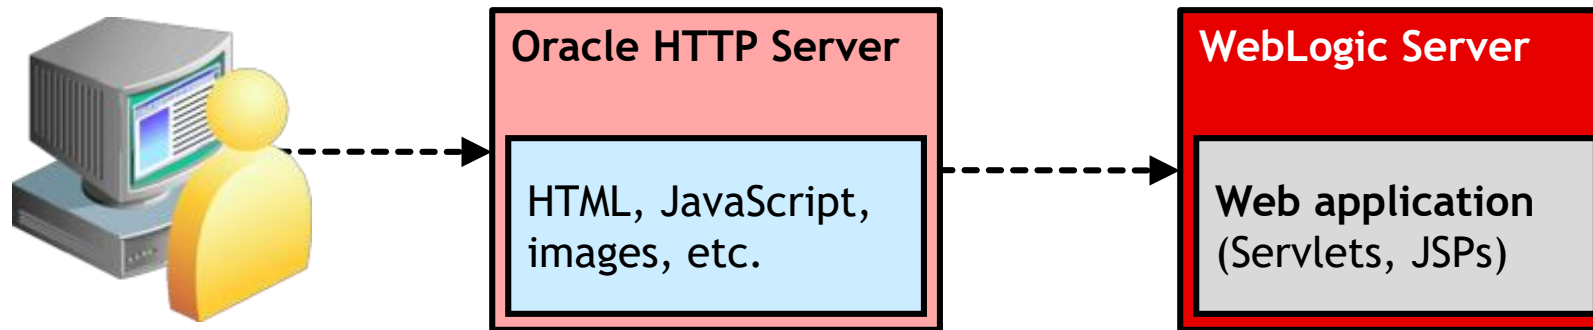 Oracle HTTP Server
HTML, JavaScript,
images, etc.
WebLogic Server
Web application
(Servlets, JSPs)